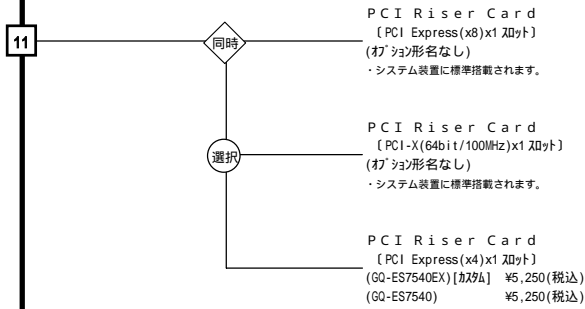 11
同時
PCI Riser Card
〔PCI Express(x8)x1 ｽﾛｯﾄ〕
(ｵﾌﾟｼｮﾝ形名なし)
・システム装置に標準搭載されます。
選択
PCI Riser Card
〔PCI-X(64bit/100MHz)x1 ｽﾛｯﾄ〕
(ｵﾌﾟｼｮﾝ形名なし)
・システム装置に標準搭載されます。
PCI Riser Card
〔PCI Express(x4)x1 ｽﾛｯﾄ〕
(GQ-ES7540EX)[ｶｽﾀﾑ] ¥5,250(税込)
(GQ-ES7540) ¥5,250(税込)